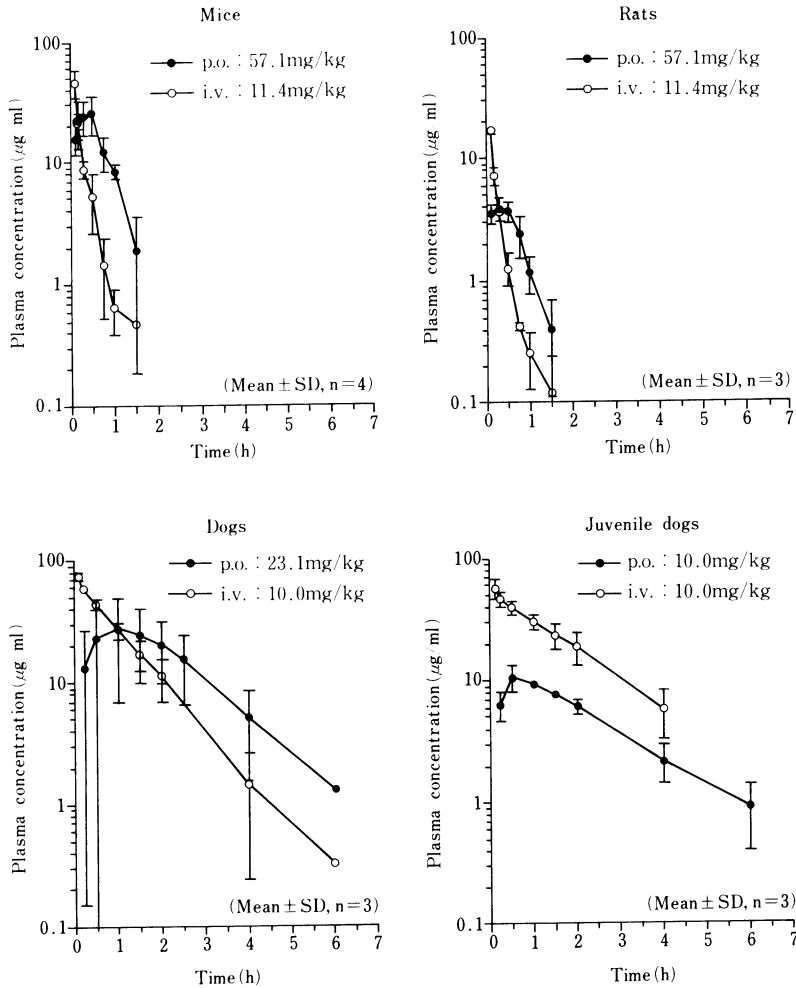 Mice
p.o. : 57.1mg/kg
i.v. : 11.4mg/kg
Plasma concentration (μg ml)
100
10
1
0.1
(Mean±SD, n=4)
0 1 2 3 4 5 6 7
Time (h)
Rats
p.o. : 57.1mg/kg
i.v. : 11.4mg/kg
Plasma concentration (μg ml)
100
10
1
0.1
(Mean±SD, n=3)
0 1 2 3 4 5 6 7
Time (h)
Dogs
p.o. : 23.1mg/kg
i.v. : 10.0mg/kg
Plasma concentration (μg ml)
100
10
1
0.1
(Mean±SD, n=3)
0 1 2 3 4 5 6 7
Time (h)
Juvenile dogs
p.o. : 10.0mg/kg
i.v. : 10.0mg/kg
Plasma concentration (μg/ml)
100
10
1
0.1
(Mean±SD, n=3)
0 1 2 3 4 5 6 7
Time (h)